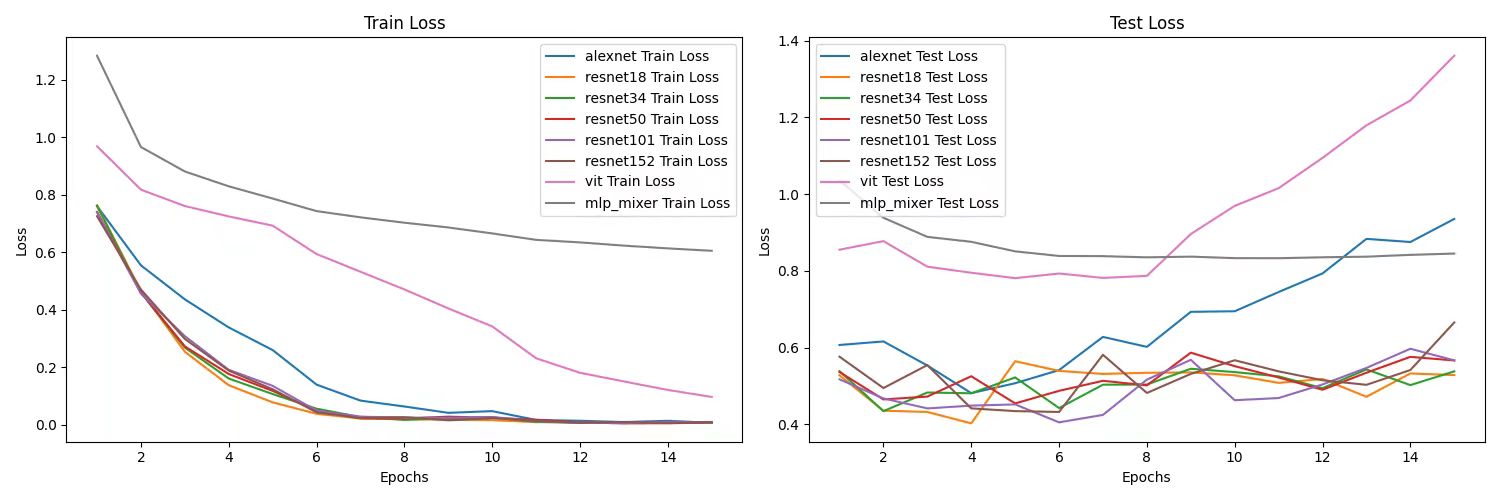 Train Loss
Loss
1.2
1.0
0.8
0.6
0.4
0.2
0.0
alexnet Train Loss
resnet18 Train Loss
resnet34 Train Loss
resnet50 Train Loss
resnet101 Train Loss
resnet152 Train Loss
vit Train Loss
mlp_mixer Train Loss
2 4 6 8 10 12 14
Epochs
Test Loss
Loss
1.4
1.2
1.0
0.8
0.6
0.4
alexnet Test Loss
resnet18 Test Loss
resnet34 Test Loss
resnet50 Test Loss
resnet101 Test Loss
resnet152 Test Loss
vit Test Loss
mlp_mixer Test Loss
2 4 6 8 10 12 14
Epochs